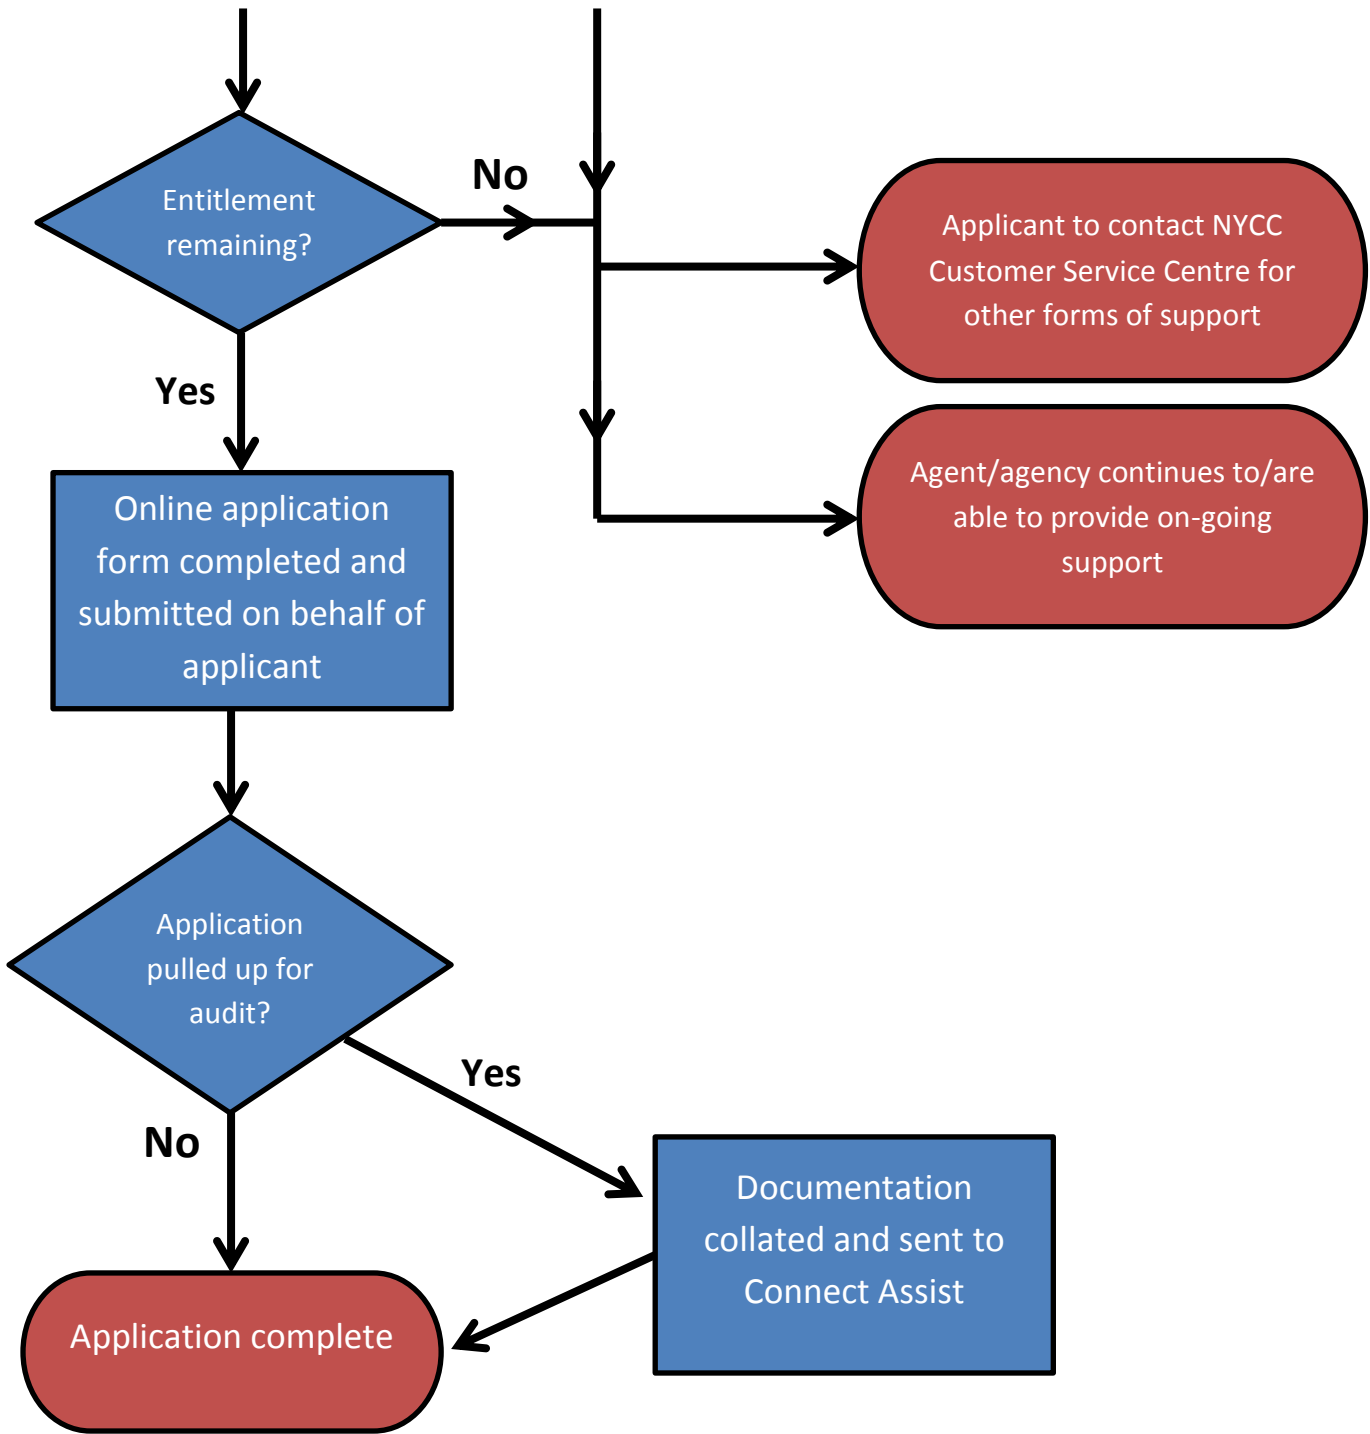 Entitlement
remaining?
No
Applicant to contact NYCC
Customer Service Centre for
other forms of support
Yes
Agent/agency continues to/are
able to provide on-going
support
Online application
form completed and
submitted on behalf of
applicant
Application
pulled up for
audit?
Yes
No
Documentation
collated and sent to
Connect Assist
Application complete